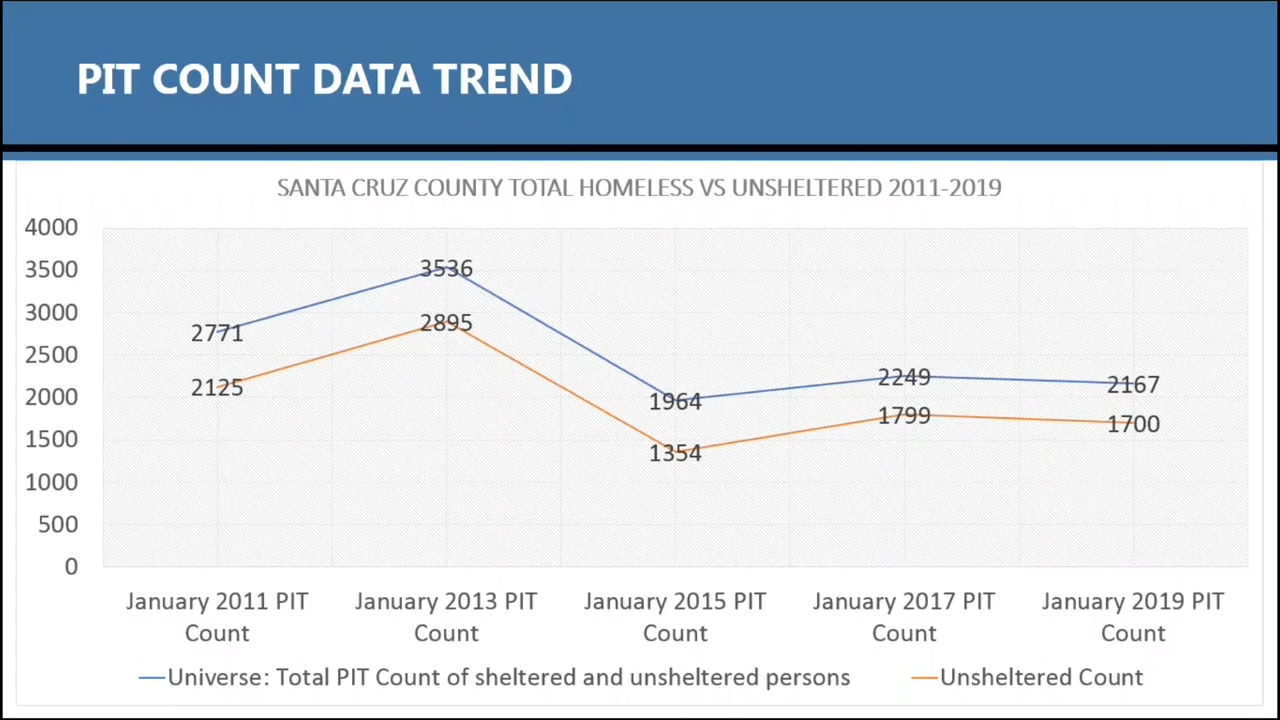 PIT COUNT DATA TREND
SANTA CRUZ COUNTY TOTAL HOMELESS VS UNSHELTERED 2011-2019
4000
3500
3000
2500
2000
1500
1000
500
0
2771
3536
1964
2249
2167
2125
2895
1354
1799
1700
January 2011 PIT
Count
January 2013 PIT
Count
January 2015 PIT
Count
January 2017 PIT
Count
January 2019 PIT
Count
Universe: Total PIT Count of sheltered and unsheltered persons
Unsheltered Count